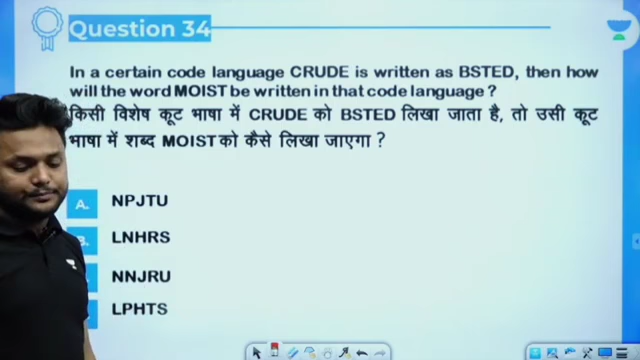 Question 34
In a certain code language CRUDE is written as BSTED, then how
will the word MOIST be written in that code language ?
किसी विशेष कूट भाषा में CRUDE को BSTED लिखा जाता है, तो उसी कूट
भाषा में शब्द MOIST को कैसे लिखा जाएगा ?
A. NPJTU
B. LNHRS
NNJRU
LPHTS